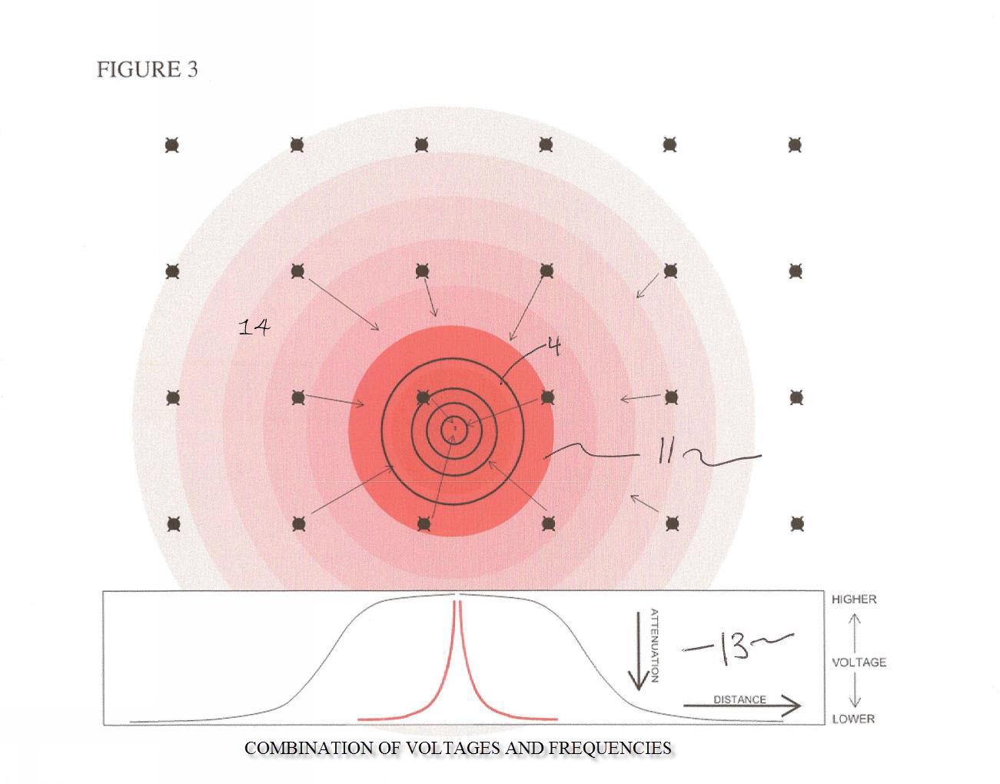 FIGURE 3
14
4
11
HIGHER
ATTENUATION
13
VOLTAGE
DISTANCE
LOWER
COMBINATION OF VOLTAGES AND FREQUENCIES